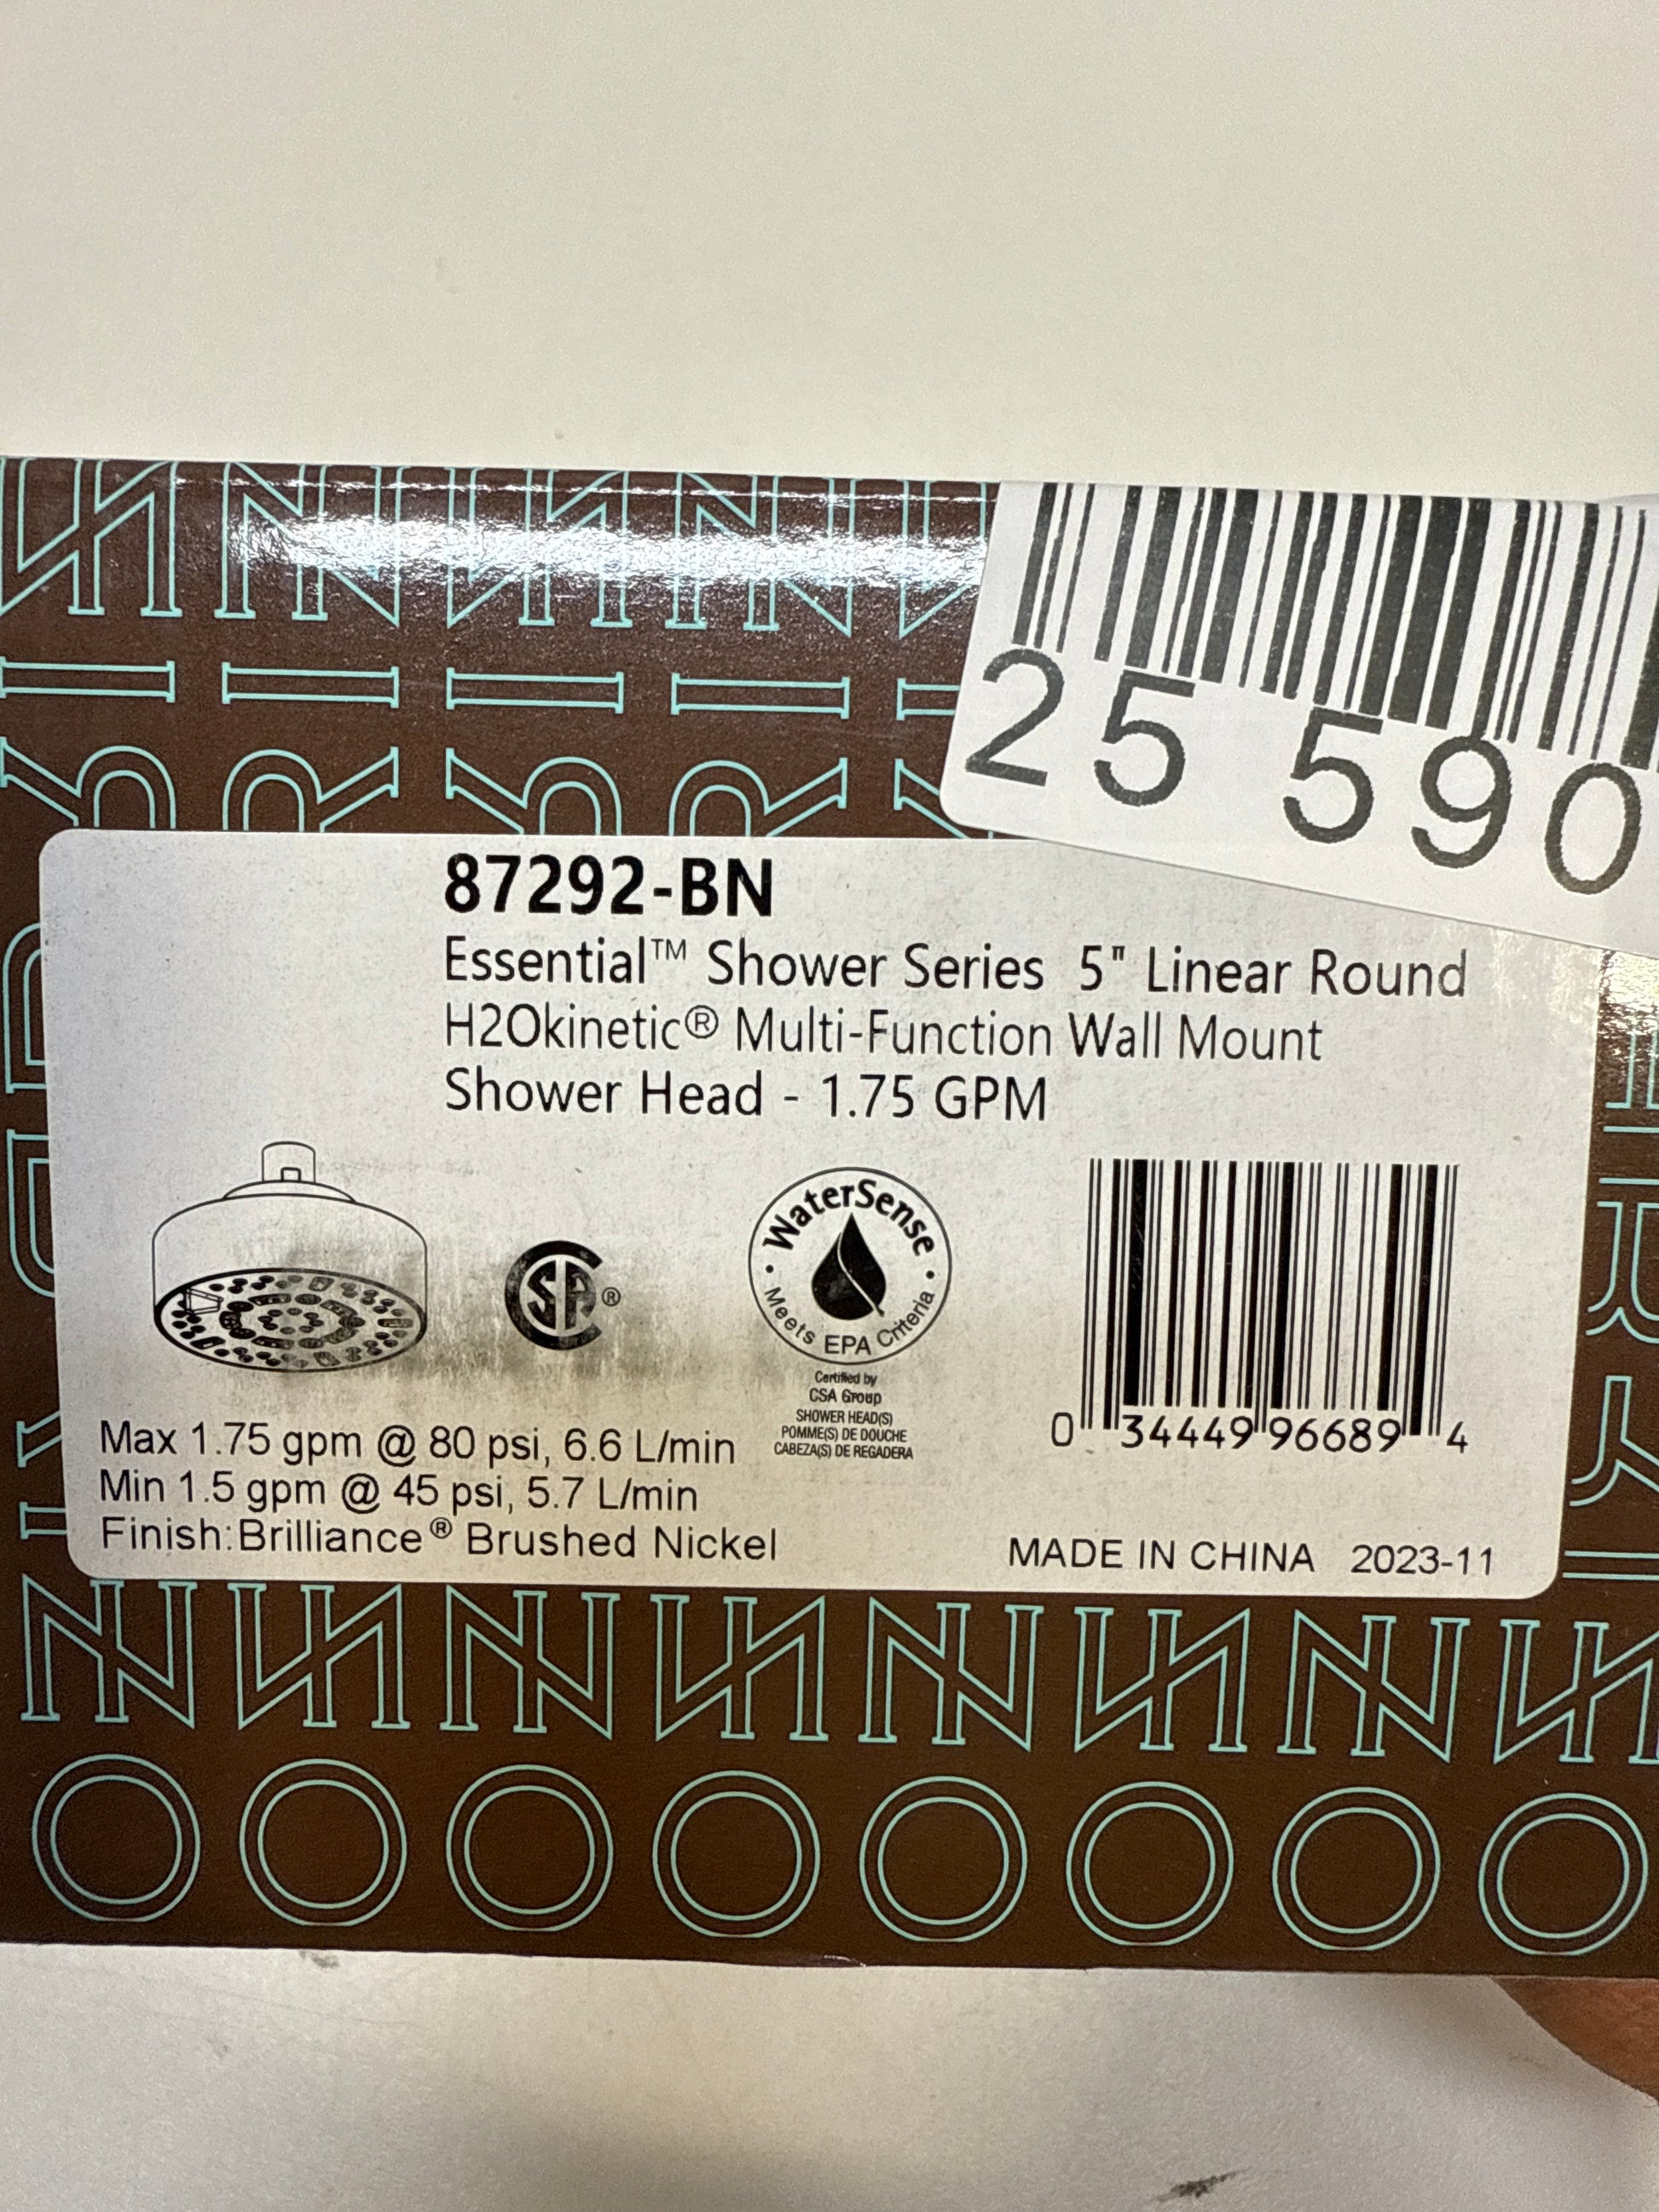 25 590
87292-BN
Essential™ Shower Series 5" Linear Round
H2Okinetic® Multi-Function Wall Mount
Shower Head - 1.75 GPM
CSA®
WaterSense
Meets EPA Criteria
Certified by
CSA Group
SHOWER HEAD(S)
POMME(S) DE DOUCHE
CABEZA(S) DE REGADERA
0 34449 96689 4
Max 1.75 gpm @ 80 psi, 6.6 L/min
Min 1.5 gpm @ 45 psi, 5.7 L/min
Finish:Brilliance® Brushed Nickel
MADE IN CHINA 2023-11